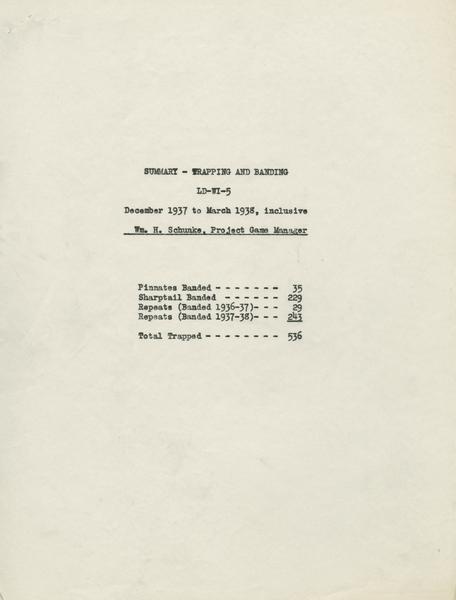 SUMMARY - TRAPPING AND BANDING
LD-WI-5
December 1937 to March 1938, inclusive
Wm. H. Schunke, Project Game Manager
Pinnates Banded - - - - - - - 35
Sharptail Banded - - - - - - 229
Repeats (Banded 1936-37)- - - 29
Repeats (Banded 1937-38)- - - 243
Total Trapped - - - - - - - - 536